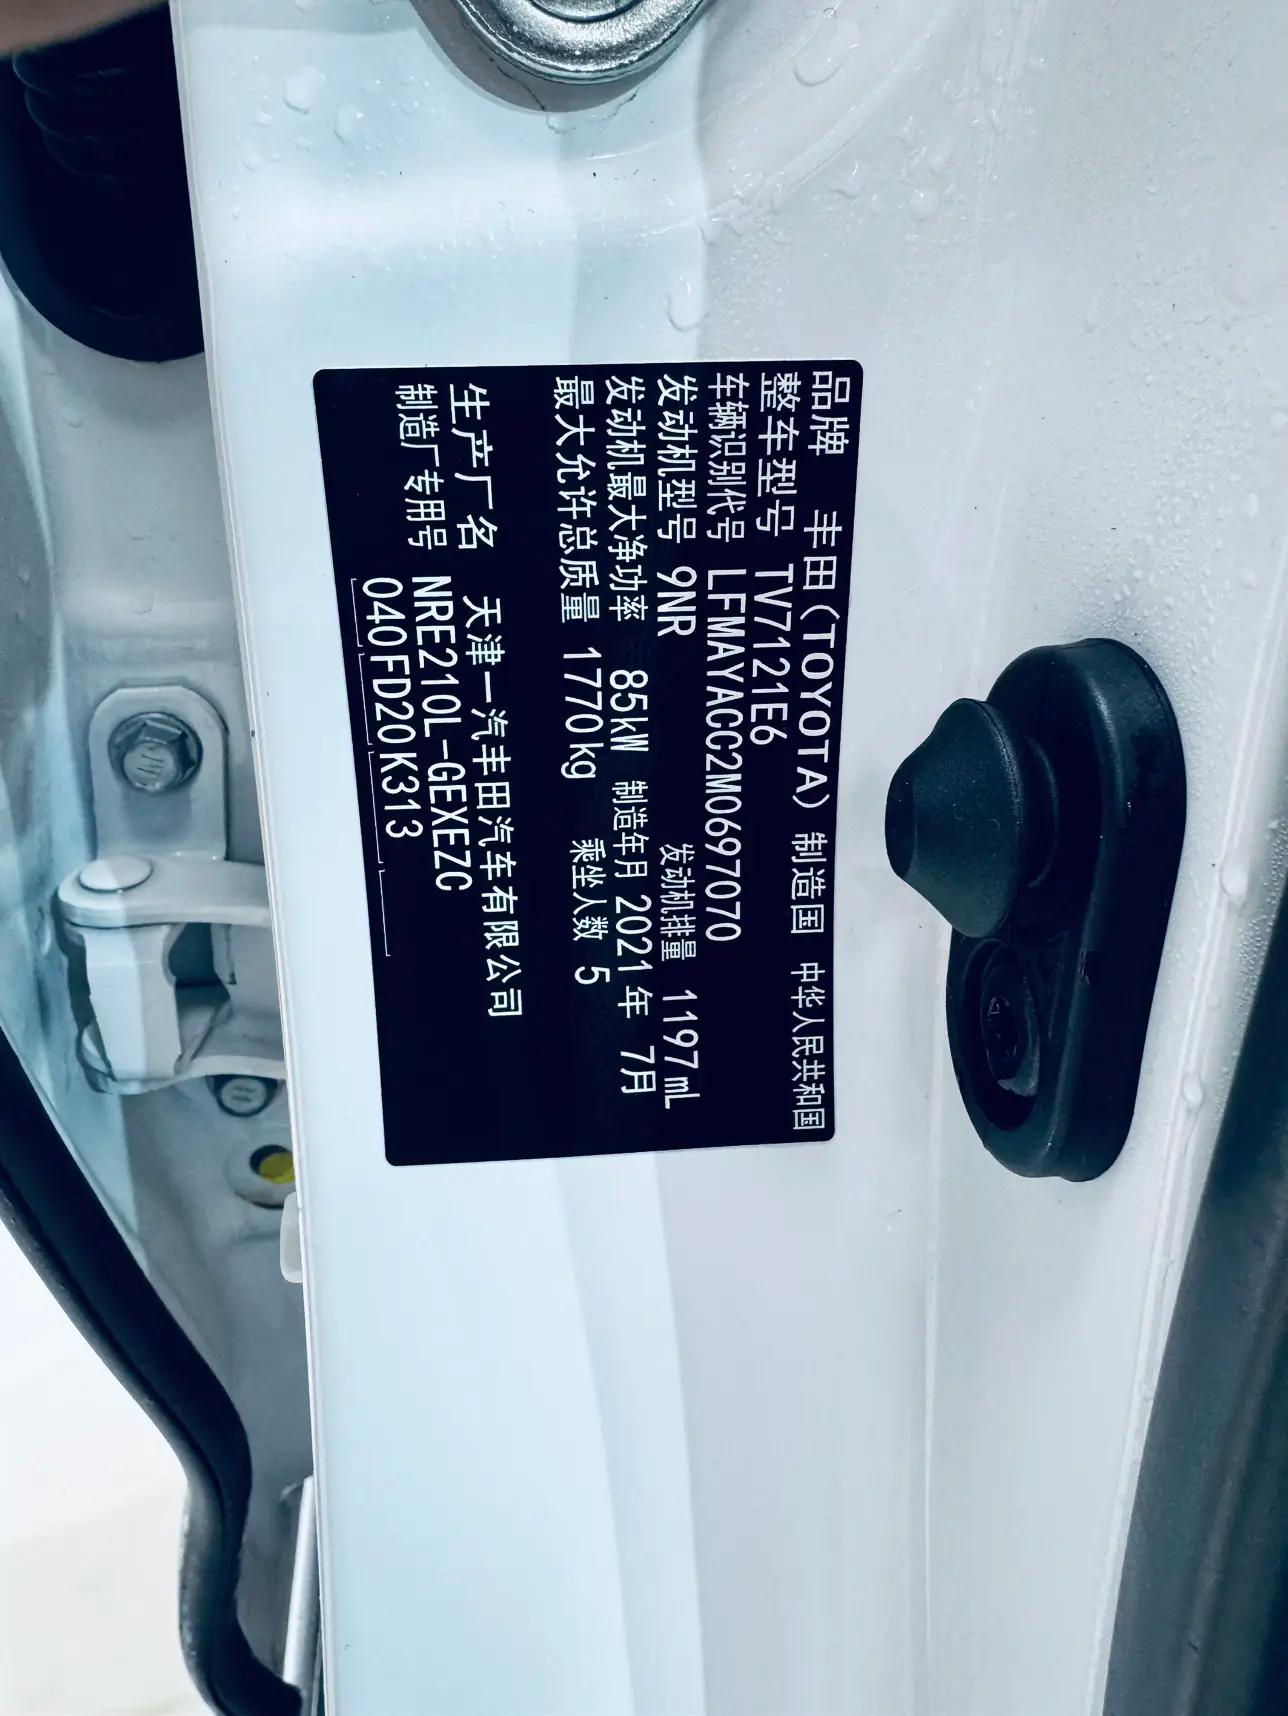 品牌 丰田(TOYOTA) 制造国 中华人民共和国
整车型号 TV7121E6
车辆识别代号 LFMAYACC2M0697070
发动机型号 9NR 发动机排量 1197mL
发动机最大净功率 85kW 制造年月 2021年 7月
最大允许总质量 1770kg 乘坐人数 5
生产厂名 天津一汽丰田汽车有限公司
制造厂专用号 NRE210L-GEXEZC
040FD20K313